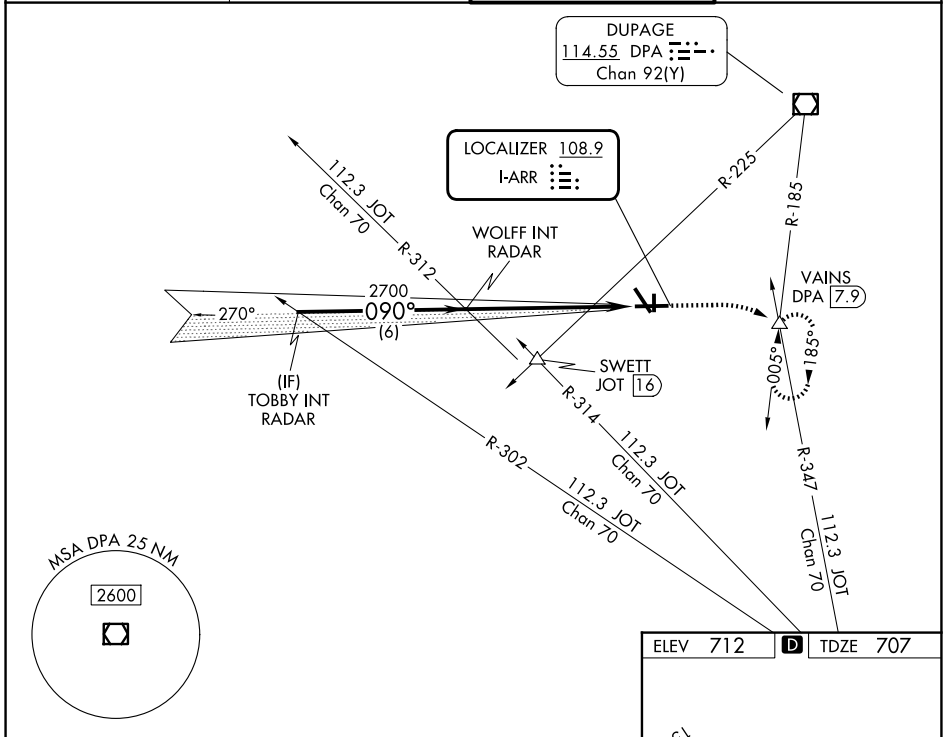 DUPAGE
114.55 DPA
Chan 92(Y)
LOCALIZER 108.9
I-ARR
R-225
R-185
112.3 JOT
Chan 70
R-312
WOLFF INT
RADAR
VAINS
DPA 7.9
2700
090°
(6)
270°
(IF)
TOBBY INT
RADAR
SWETT
JOT 16
005°
185°
R-314
112.3 JOT
Chan 70
R-302
112.3 JOT
Chan 70
R-347
112.3 JOT
Chan 70
MSA DPA 25 NM
2600
ELEV 712 D TDZE 707